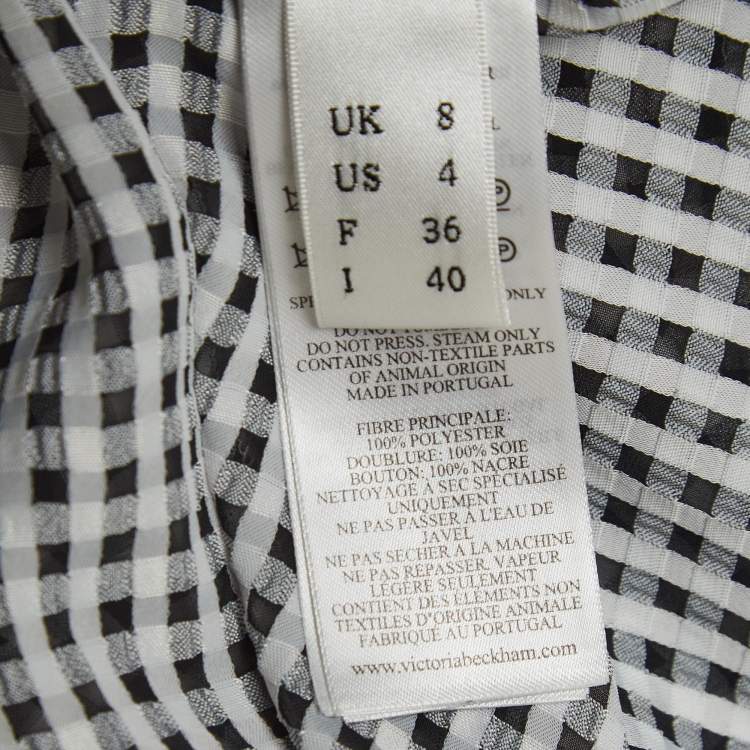 UK 8
US 4
F 36
I 40
ONLY
DO NOT PRESS. STEAM ONLY
CONTAINS NON-TEXTILE PARTS
OF ANIMAL ORIGIN
MADE IN PORTUGAL
FIBRE PRINCIPALE:
100% POLYESTER
DOUBLURE: 100% SOIE
BOUTON: 100% NACRE
NETTOYAGE A SEC SPÉCIALISÉ
UNIQUEMENT
NE PAS PASSER À L'EAU DE
JAVEL
NE PAS SECHER A LA MACHINE
NE PAS REPASSER. VAPEUR
LÉGÈRE SEULEMENT
CONTIENT DES ÉLÉMENTS NON
TEXTILES D'ORIGINE ANIMALE
FABRIQUÉ AU PORTUGAL
www.victoriabeckham.com